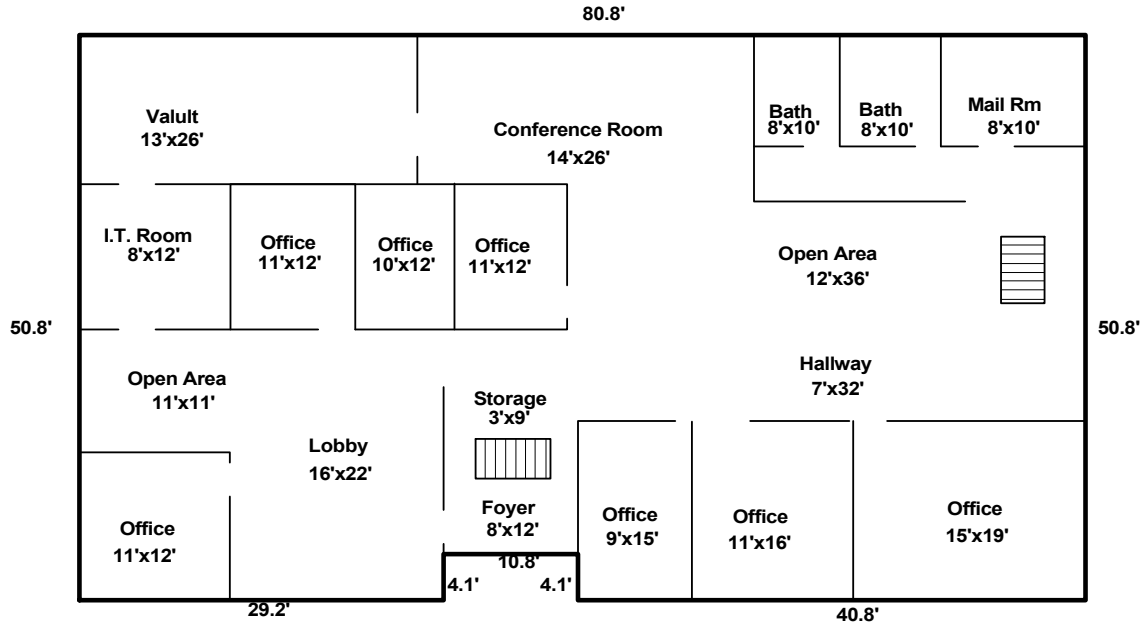 80.8'
Valult
13'x26'
Conference Room
14'x26'
Bath
8'x10'
Bath
8'x10'
Mail Rm
8'x10'
I.T. Room
8'x12'
Office
11'x12'
Office
10'x12'
Office
11'x12'
Open Area
12'x36'
50.8'
50.8'
Open Area
11'x11'
Hallway
7'x32'
Storage
3'x9'
Lobby
16'x22'
Office
11'x12'
Foyer
8'x12'
10.8'
Office
9'x15'
Office
11'x16'
Office
15'x19'
4.1'
4.1'
29.2'
40.8'